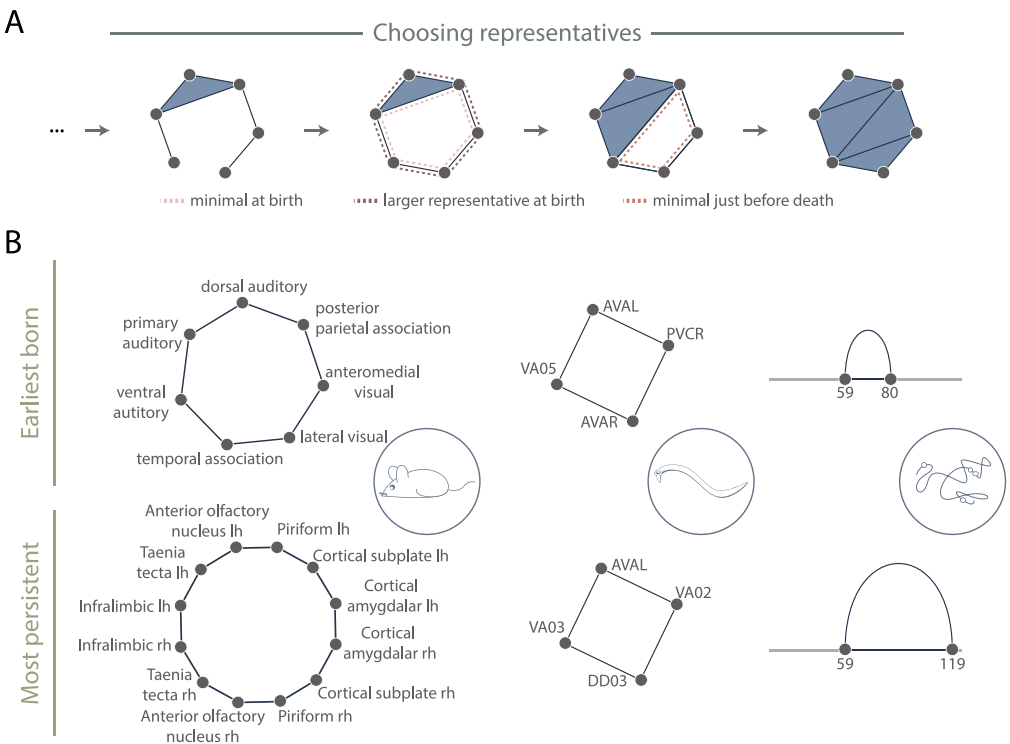 A
Choosing representatives
...
minimal at birth
larger representative at birth
minimal just before death
B
Earliest born
dorsal auditory
posterior
parietal association
primary
auditory
anteromedial
visual
ventral
autitory
lateral visual
temporal association
AVAL
PVCR
VA05
AVAR
59
80
Most persistent
Anterior olfactory
nucleus lh
Piriform lh
Taenia
tecta lh
Cortical subplate lh
Infralimbic lh
Cortical
amygdalar lh
Infralimbic rh
Cortical
amygdalar rh
Taenia
tecta rh
Cortical subplate rh
Anterior olfactory
nucleus rh
Piriform rh
AVAL
VA02
VA03
DD03
59
119